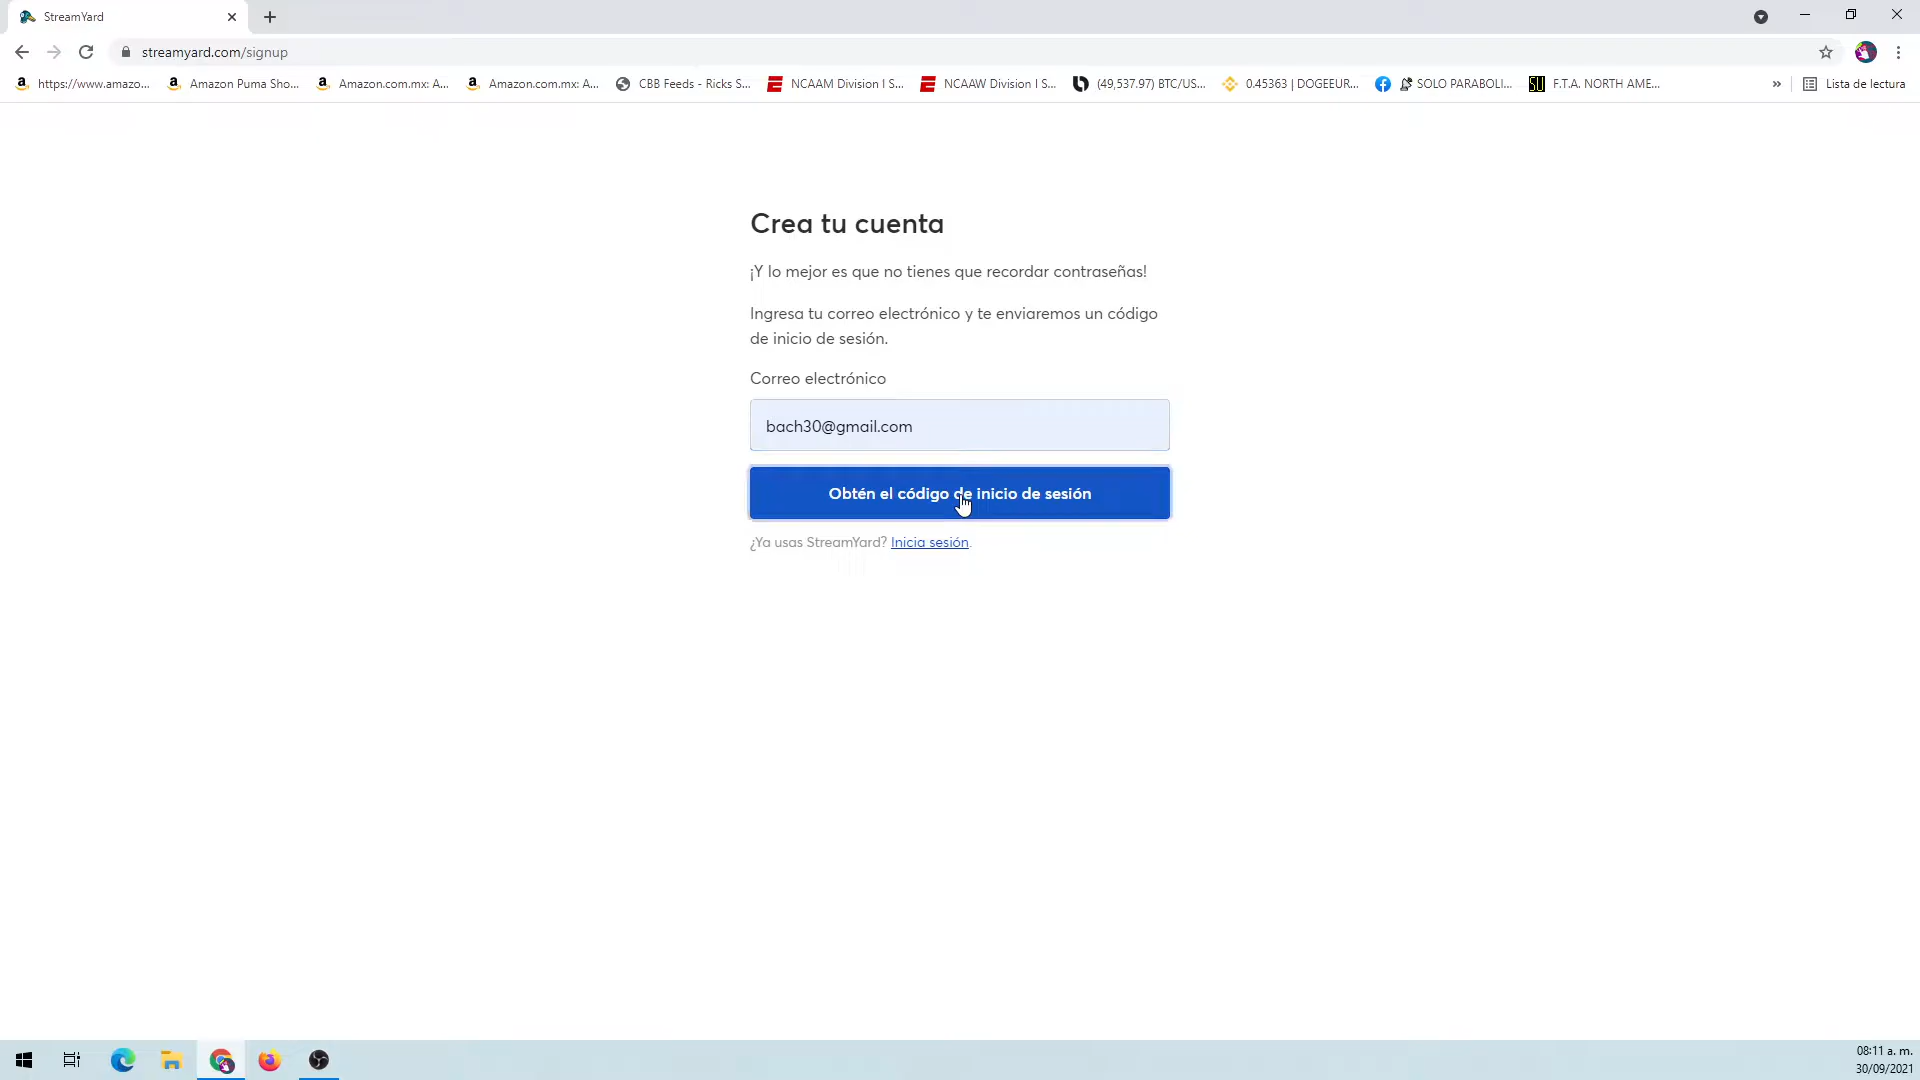 StreamYard
streamyard.com/signup
https://www.amazo...
Amazon Puma Sho...
Amazon.com.mx: A...
Amazon.com.mx: A...
CBB Feeds - Ricks S...
NCAAM Division I S...
NCAAW Division I S...
(49,537.97) BTC/US...
0.45363 | DOGEEUR...
SOLO PARABOLI...
SU
F.T.A. NORTH AME...
»
Lista de lectura
Crea tu cuenta
¡Y lo mejor es que no tienes que recordar contraseñas!
Ingresa tu correo electrónico y te enviaremos un código
de inicio de sesión.
Correo electrónico
bach30@gmail.com
Obtén el código de inicio de sesión
¿Ya usas StreamYard? Inicia sesión.
08:11 a. m.
30/09/2021